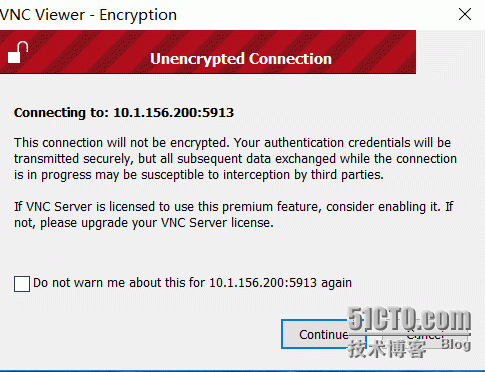 VNC Viewer - Encryption
Unencrypted Connection
Connecting to: 10.1.156.200:5913
This connection will not be encrypted. Your authentication credentials will be
transmitted securely, but all subsequent data exchanged while the connection
is in progress may be susceptible to interception by third parties.
If VNC Server is licensed to use this premium feature, consider enabling it. If
not, please upgrade your VNC Server license.
Do not warn me about this for 10.1.156.200:5913 again
Continue Cancel
51CTO.com
技术博客 Blog